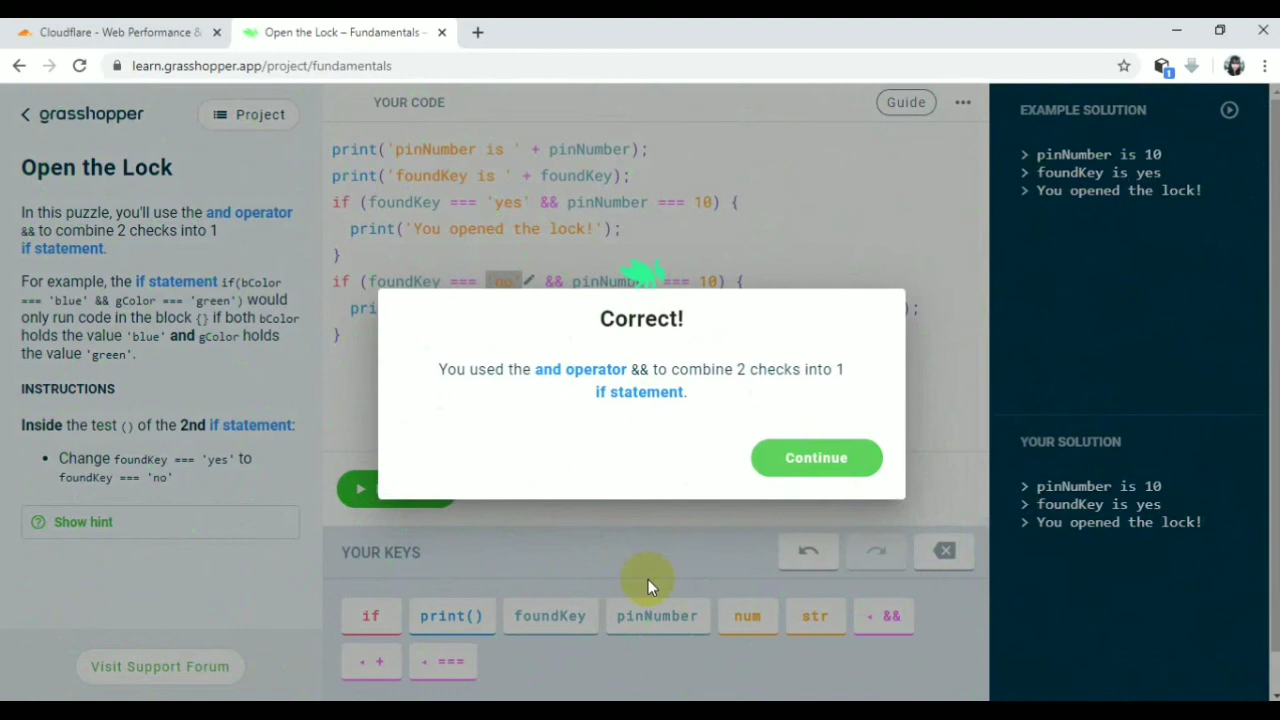 Cloudflare - Web Performance &
Open the Lock – Fundamentals –
learn.grasshopper.app/project/fundamentals
1
grasshopper
Project
Open the Lock
In this puzzle, you'll use the and operator
&& to combine 2 checks into 1
if statement.
For example, the if statement if(bColor
=== 'blue' && gColor === 'green') would
only run code in the block {} if both bColor
holds the value 'blue' and gColor holds
the value 'green'.
INSTRUCTIONS
Inside the test () of the 2nd if statement:
• Change foundKey === 'yes' to
foundKey === 'no'
Show hint
Visit Support Forum
YOUR CODE
Guide
print('pinNumber is ' + pinNumber);
print('foundKey is ' + foundKey);
if (foundKey === 'yes' && pinNumber === 10) {
print('You opened the lock!');
}
if (foundKey === 'no' && pinNumber === 10) {
);
}
Correct!
You used the and operator && to combine 2 checks into 1
if statement.
Continue
YOUR KEYS
if print() foundKey pinNumber num str &&
+ ===
EXAMPLE SOLUTION
> pinNumber is 10
> foundKey is yes
> You opened the lock!
YOUR SOLUTION
> pinNumber is 10
> foundKey is yes
> You opened the lock!